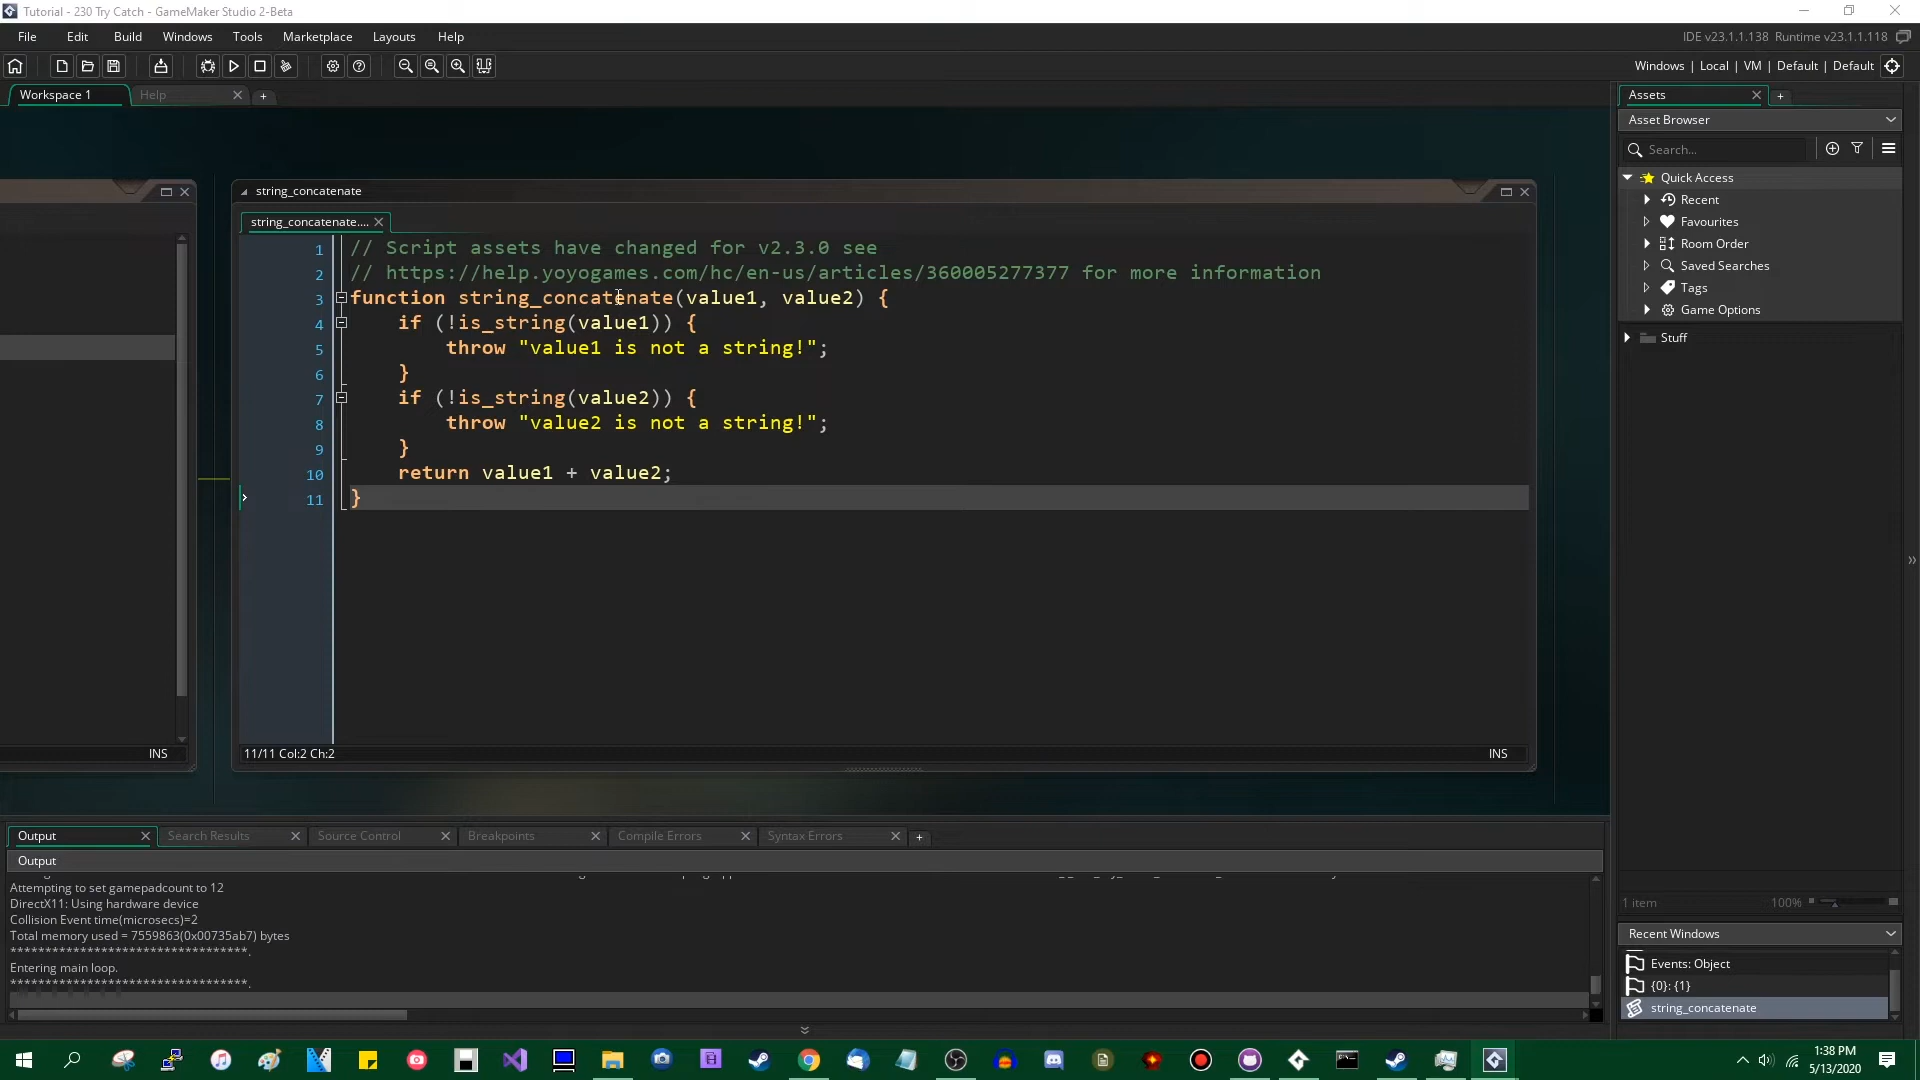 Tutorial - 230 Try Catch - GameMaker Studio 2-Beta
File Edit Build Windows Tools Marketplace Layouts Help
IDE v23.1.1.138 Runtime v23.1.1.118
Windows | Local | VM | Default | Default
Workspace 1
Help
string_concatenate
string_concatenate....
1 // Script assets have changed for v2.3.0 see
2 // https://help.yoyogames.com/hc/en-us/articles/360005277377 for more information
3 function string_concatenate(value1, value2) {
4 if (!is_string(value1)) {
5 throw "value1 is not a string!";
6 }
7 if (!is_string(value2)) {
8 throw "value2 is not a string!";
9 }
10 return value1 + value2;
11 }
INS
11/11 Col:2 Ch:2
INS
Assets
Asset Browser
Search...
Quick Access
Recent
Favourites
Room Order
Saved Searches
Tags
Game Options
Stuff
1 item
100%
Recent Windows
Events: Object
{0}: {1}
string_concatenate
Output Search Results Source Control Breakpoints Compile Errors Syntax Errors
Output
Attempting to set gamepadcount to 12
DirectX11: Using hardware device
Collision Event time(microsecs)=2
Total memory used = 7559863(0x00735ab7) bytes
**********************************.
Entering main loop.
**********************************.
1:38 PM
5/13/2020